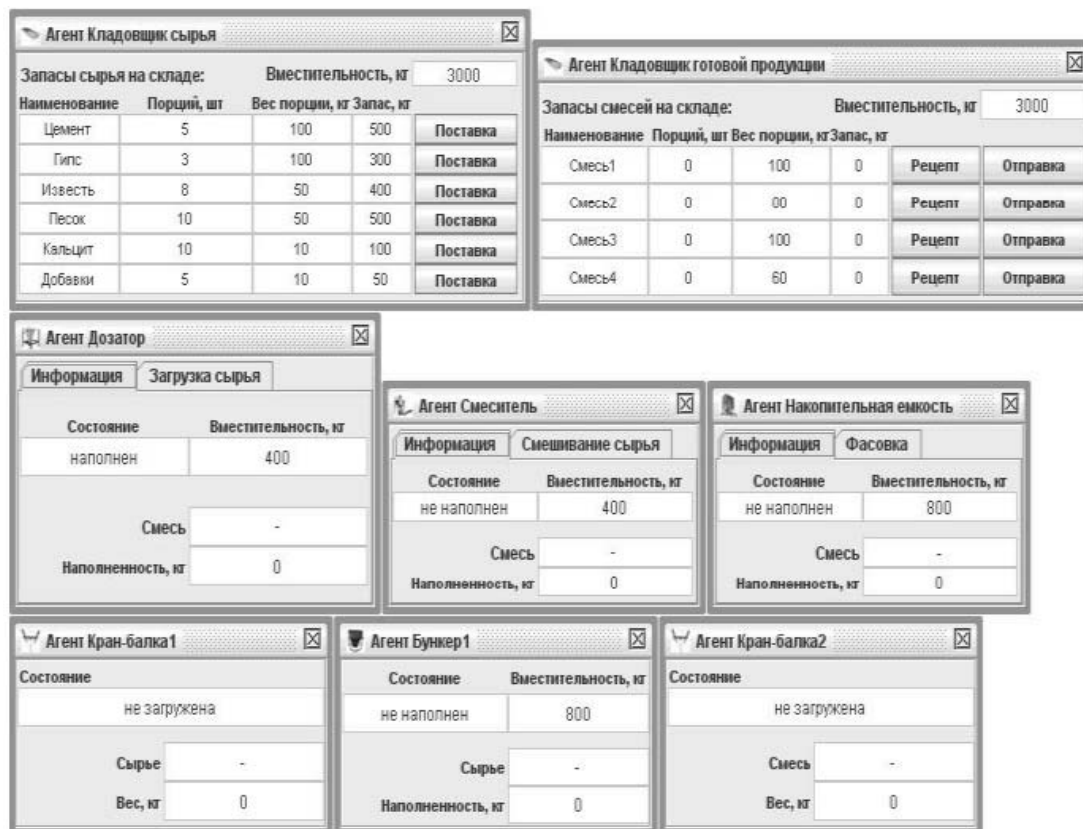 Агент Кладовщик сырья
Запасы сырья на складе: Вместительность, кг 3000
Наименование Порций, шт Вес порции, кг Запас, кг
Цемент 5 100 500 Поставка
Гипс 3 100 300 Поставка
Известь 8 50 400 Поставка
Песок 10 50 500 Поставка
Кальцит 10 10 100 Поставка
Добавки 5 10 50 Поставка
Агент Кладовщик готовой продукции
Запасы смесей на складе: Вместительность, кг 3000
Наименование Порций, шт Вес порции, кг Запас, кг
Смесь1 0 100 0 Рецепт Отправка
Смесь2 0 00 0 Рецепт Отправка
Смесь3 0 100 0 Рецепт Отправка
Смесь4 0 60 0 Рецепт Отправка
Агент Дозатор
Информация Загрузка сырья
Состояние Вместительность, кг
наполнен 400
Смесь -
Наполненность, кг 0
Агент Смеситель
Информация Смешивание сырья
Состояние Вместительность, кг
не наполнен 400
Смесь -
Наполненность, кг 0
Агент Накопительная емкость
Информация Фасовка
Состояние Вместительность, кг
не наполнен 800
Смесь -
Наполненность, кг 0
Агент Кран-балка1
Состояние
не загружена
Сырье -
Вес, кг 0
Агент Бункер1
Состояние Вместительность, кг
не наполнен 800
Сырье -
Наполненность, кг 0
Агент Кран-балка2
Состояние
не загружена
Смесь -
Вес, кг 0